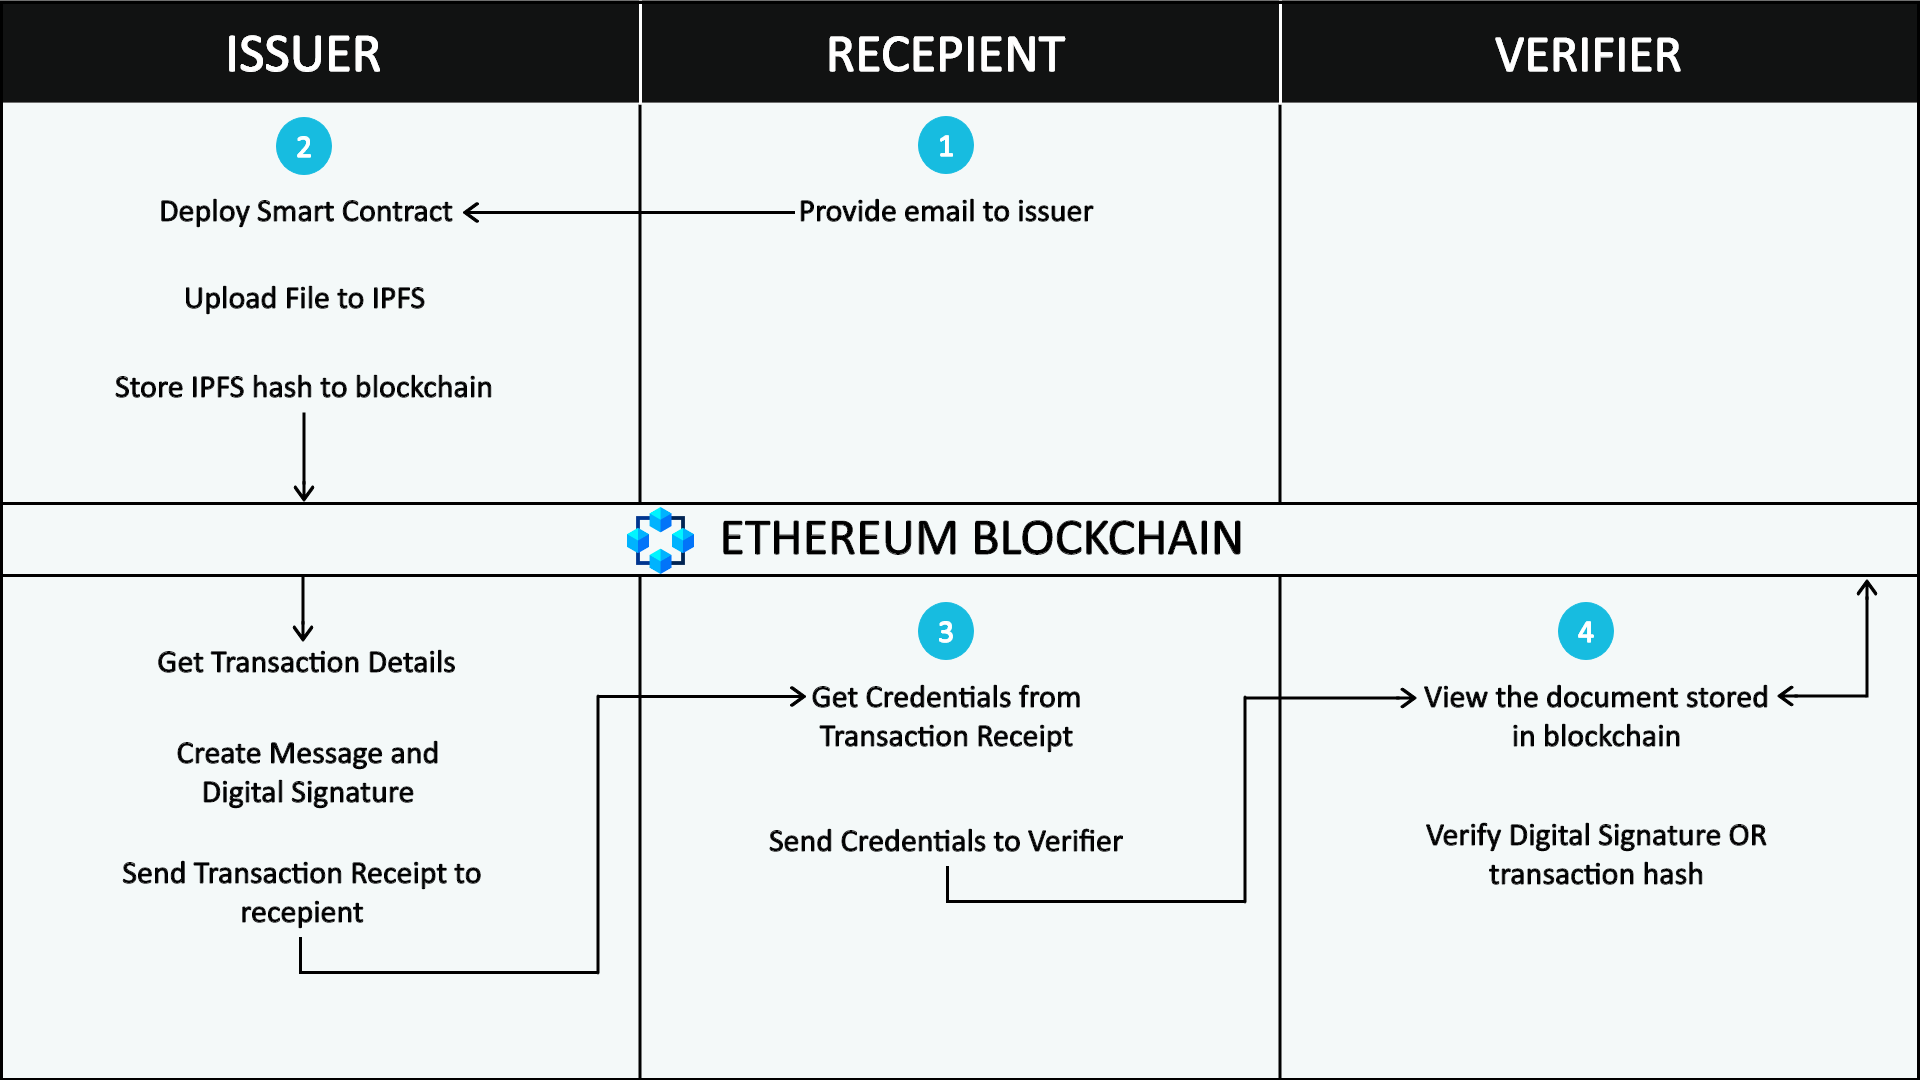 ISSUER
RECEPIENT
VERIFIER
2
Deploy Smart Contract
Upload File to IPFS
Store IPFS hash to blockchain
1
Provide email to issuer
ETHEREUM BLOCKCHAIN
Get Transaction Details
Create Message and
Digital Signature
Send Transaction Receipt to
recepient
3
Get Credentials from
Transaction Receipt
Send Credentials to Verifier
4
View the document stored
in blockchain
Verify Digital Signature OR
transaction hash